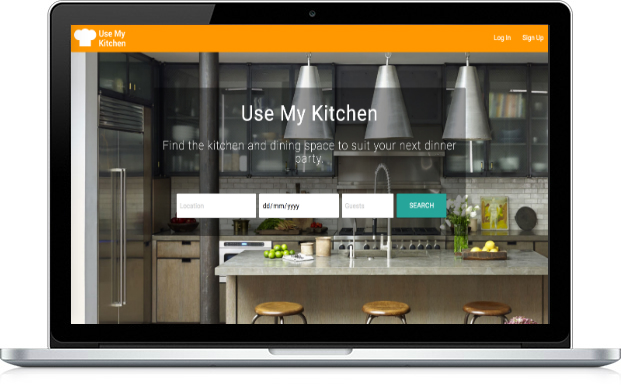 Use My
Kitchen
Log In
Sign Up
Use My Kitchen
Find the kitchen and dining space to suit your next dinner
party.
Location
dd/mm/yyyy
Guests
SEARCH